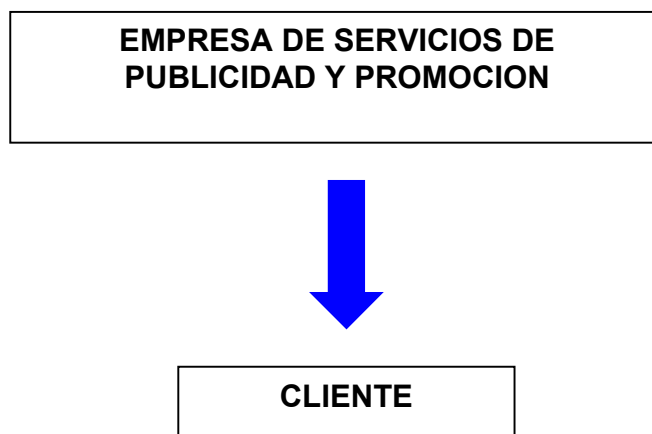 EMPRESA DE SERVICIOS DE
PUBLICIDAD Y PROMOCION
CLIENTE